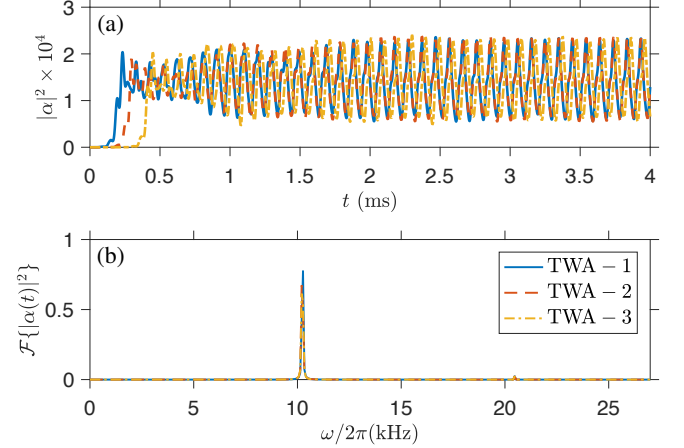 (a)
3
2
1
0
|α|² × 10⁴
0 0.5 1 1.5 2 2.5 3 3.5 4
t (ms)
(b)
1
0.5
0
ℱ{|α(t)|²}
TWA − 1
TWA − 2
TWA − 3
0 5 10 15 20 25
ω/2π(kHz)